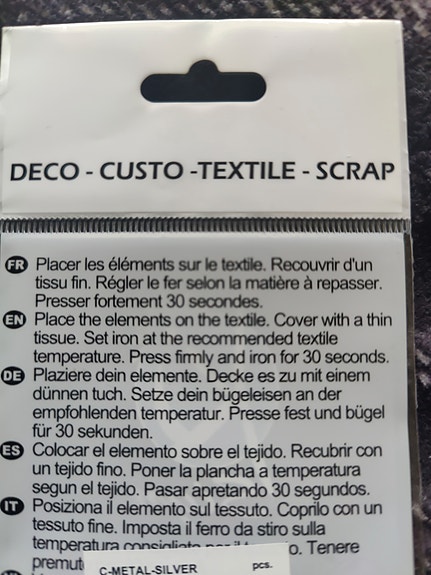 DECO - CUSTO -TEXTILE - SCRAP
FR Placer les éléments sur le textile. Recouvrir d'un
tissu fin. Régler le fer selon la matière à repasser.
Presser fortement 30 secondes.
EN Place the elements on the textile. Cover with a thin
tissue. Set iron at the recommended textile
temperature. Press firmly and iron for 30 seconds.
DE Plaziere dein elemente. Decke es zu mit einem
dünnen tuch. Setze dein bügeleisen an der
empfohlenden temperatur. Presse fest und bügel
für 30 sekunden.
ES Colocar el elemento sobre el tejido. Recubrir con
un tejido fino. Poner la plancha a temperatura
segun el tejido. Pasar apretando 30 segundos.
IT Posiziona il elemento sul tessuto. Coprilo con un
tessuto fine. Imposta il ferro da stiro sulla
temperatura Tenere
C-METAL-SILVER pcs.